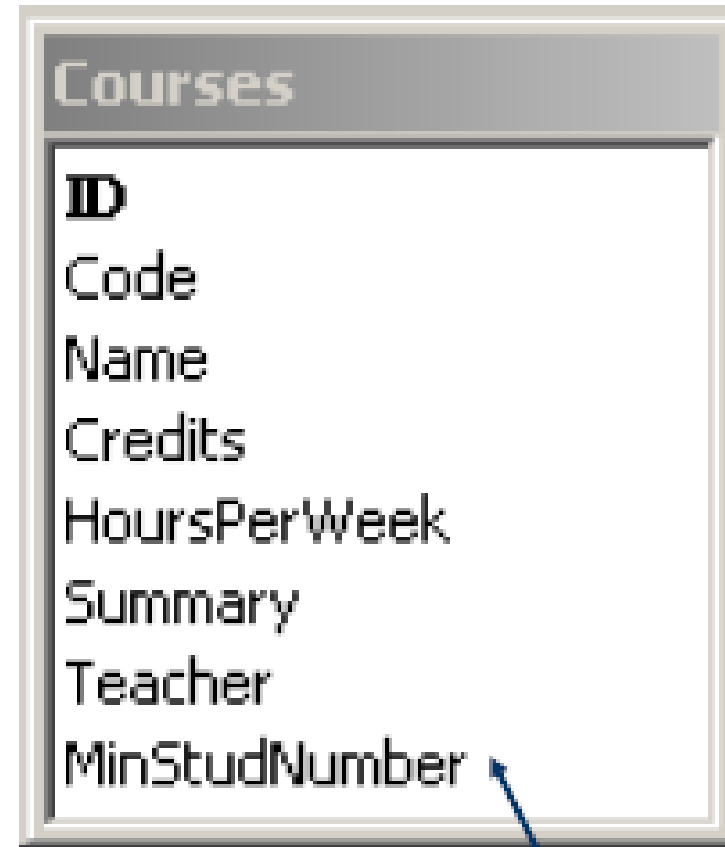 Courses
ID
Code
Name
Credits
HoursPerWeek
Summary
Teacher
MinStudNumber